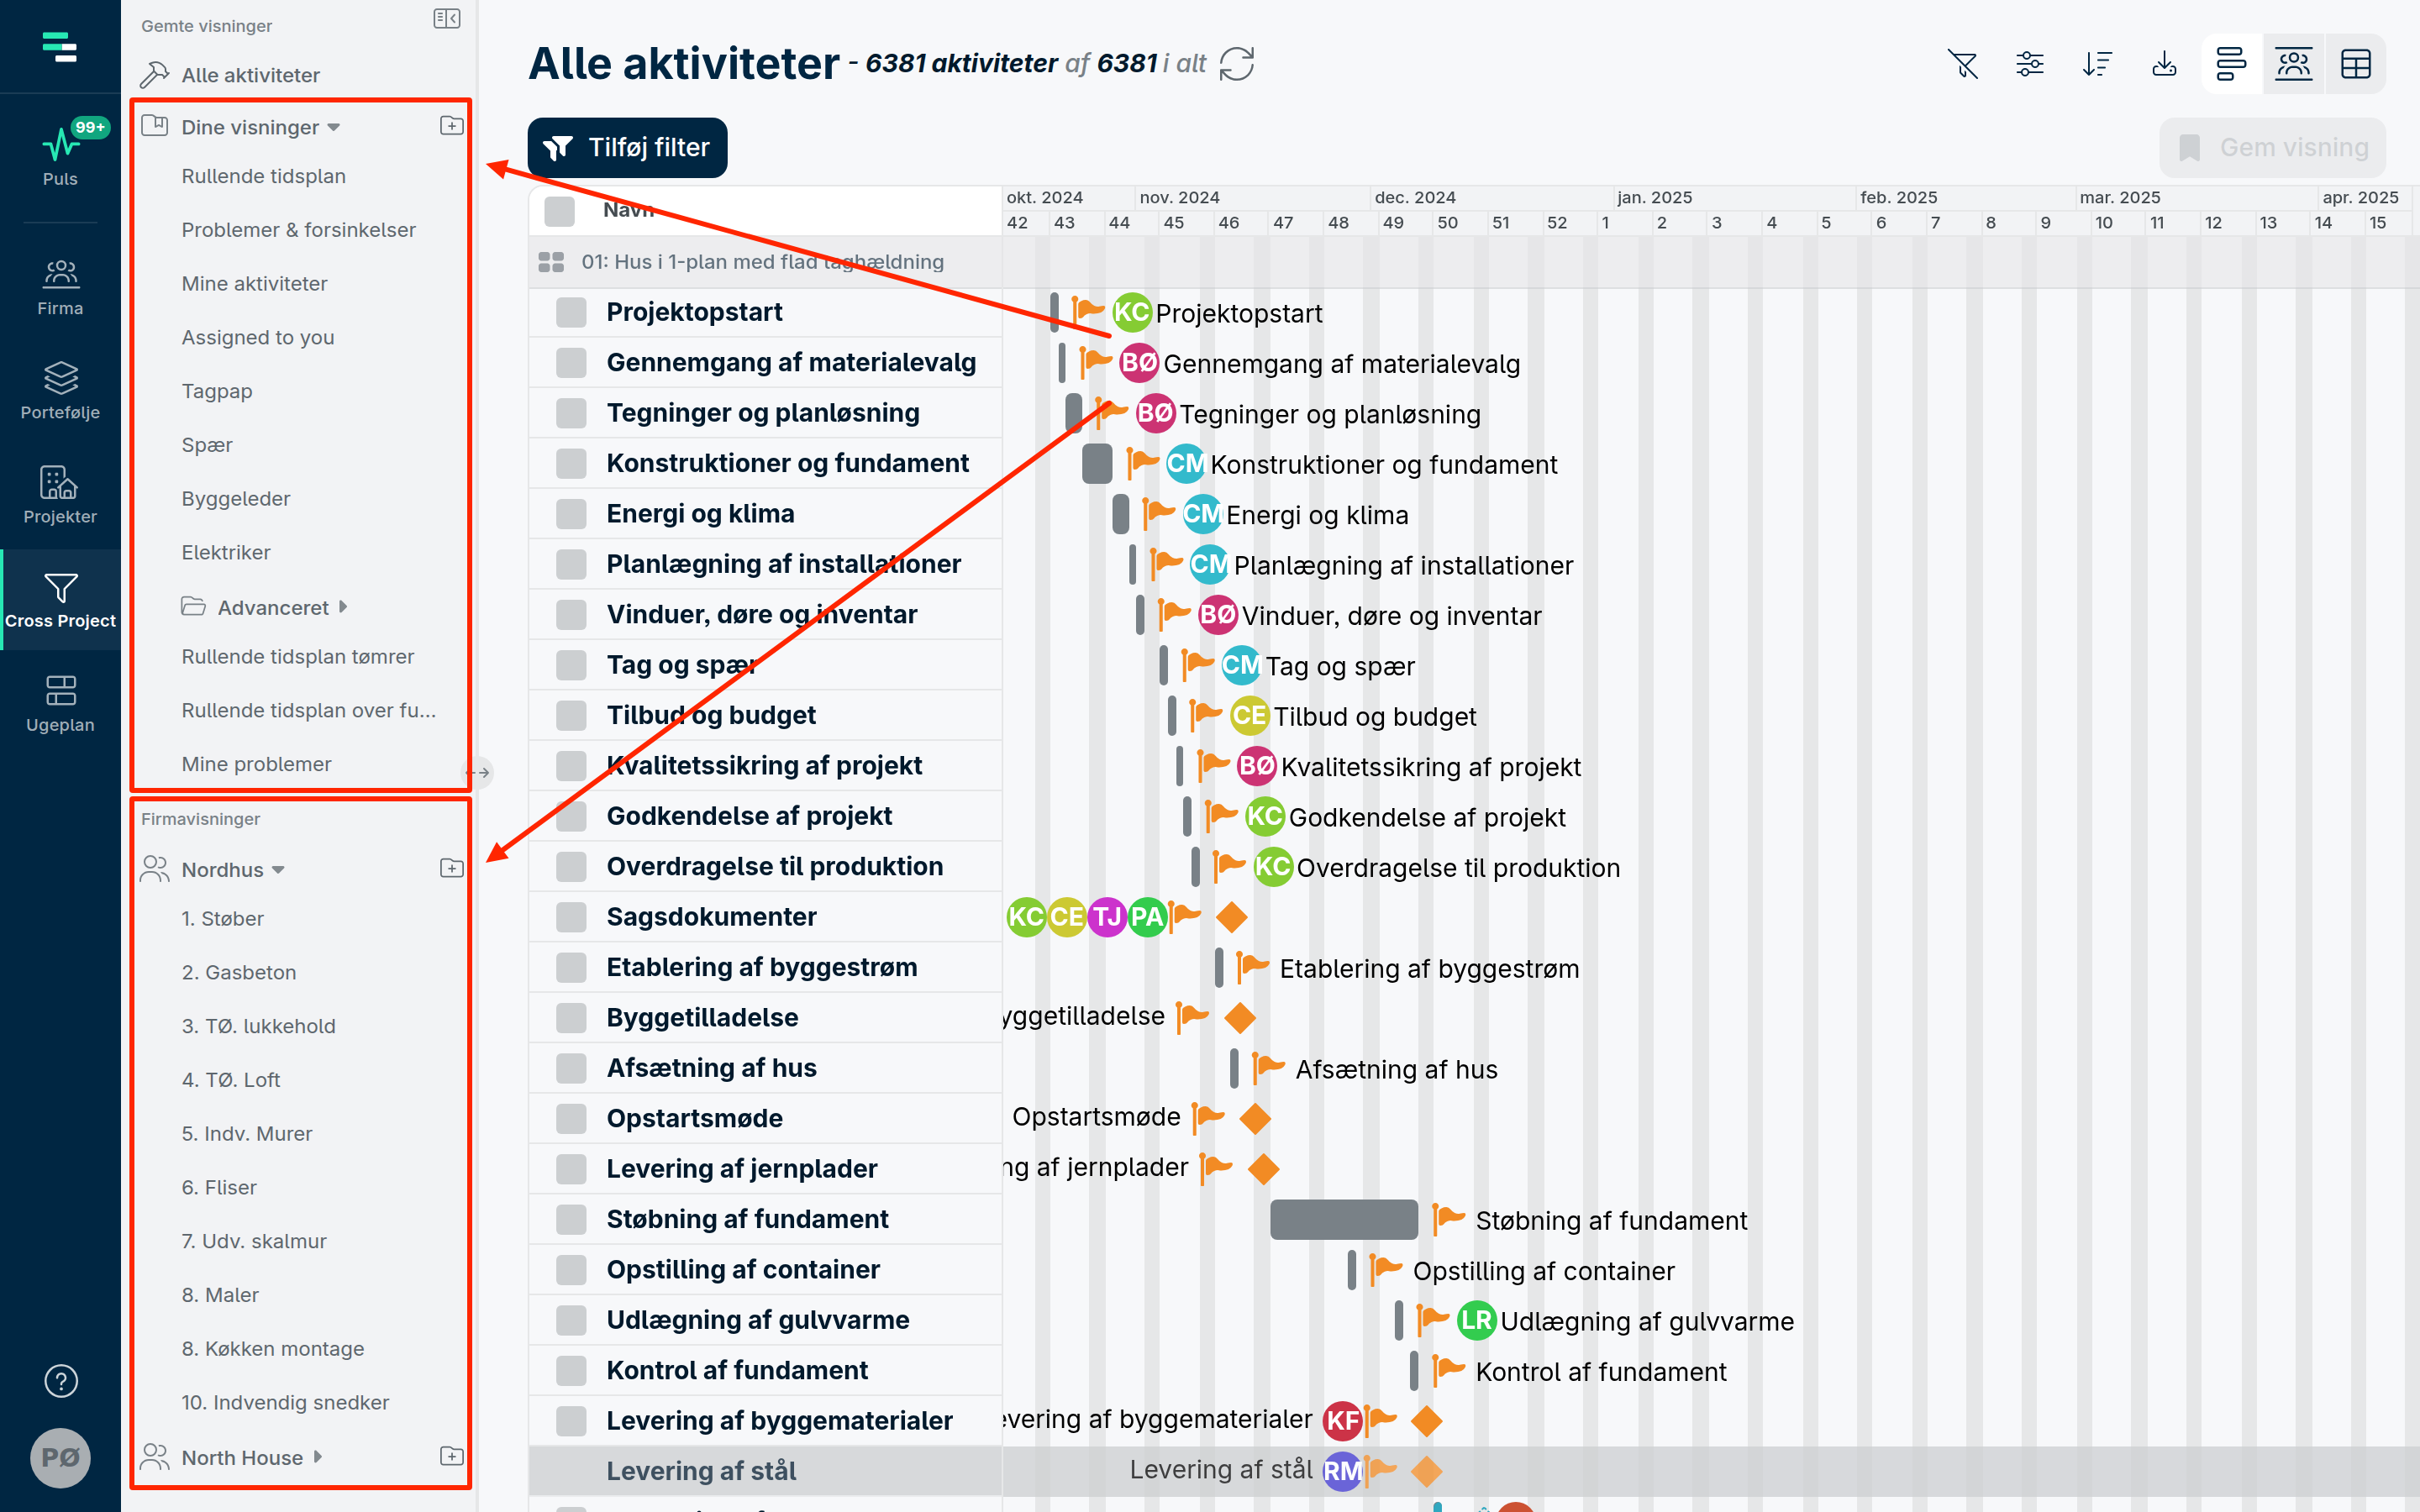 Gemte visninger
Alle aktiviteter
Dine visninger
Rullende tidsplan
Problemer & forsinkelser
Mine aktiviteter
Assigned to you
Tagpap
Spær
Byggeleder
Elektriker
Advanceret
Rullende tidsplan tømrer
Rullende tidsplan over fu...
Mine problemer
Firmavisninger
Nordhus
1. Støber
2. Gasbeton
3. TØ. lukkehold
4. TØ. Loft
5. Indv. Murer
6. Fliser
7. Udv. skalmur
8. Maler
8. Køkken montage
10. Indvendig snedker
North House
99+
Puls
Firma
Portefølje
Projekter
Cross Project
Ugeplan
?
PØ
Alle aktiviteter - 6381 aktiviteter af 6381 i alt
Tilføj filter
Gem visning
Navn
okt. 2024 nov. 2024 dec. 2024 jan. 2025 feb. 2025 mar. 2025 apr. 2025
42 43 44 45 46 47 48 49 50 51 52 1 2 3 4 5 6 7 8 9 10 11 12 13 14 15
01: Hus i 1-plan med flad taghældning
Projektopstart KC Projektopstart
Gennemgang af materialevalg BØ Gennemgang af materialevalg
Tegninger og planløsning BØ Tegninger og planløsning
Konstruktioner og fundament CM Konstruktioner og fundament
Energi og klima CM Energi og klima
Planlægning af installationer CM Planlægning af installationer
Vinduer, døre og inventar BØ Vinduer, døre og inventar
Tag og spær CM Tag og spær
Tilbud og budget CE Tilbud og budget
Kvalitetssikring af projekt BØ Kvalitetssikring af projekt
Godkendelse af projekt KC Godkendelse af projekt
Overdragelse til produktion KC Overdragelse til produktion
Sagsdokumenter KC CE TJ PA
Etablering af byggestrøm Etablering af byggestrøm
Byggetilladelse yggetilladelse
Afsætning af hus Afsætning af hus
Opstartsmøde Opstartsmøde
Levering af jernplader ng af jernplader
Støbning af fundament Støbning af fundament
Opstilling af container Opstilling af container
Udlægning af gulvvarme LR Udlægning af gulvvarme
Kontrol af fundament Kontrol af fundament
Levering af byggematerialer evering af byggematerialer KF
Levering af stål Levering af stål RM